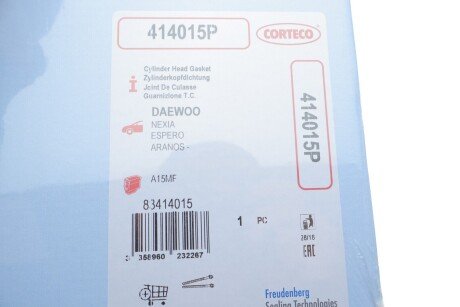 414015P
CORTECO
Cylinder Head Gasket
Zylinderkopfdichtung
Joint De Culasse
Guarnizione T.C.
414015P
DAEWOO
NEXIA
ESPERO
ARANOS -
A15MF
83414015
1 PC
3 358960 232267
28/16
EAC
Freudenberg
Sealing Technologies